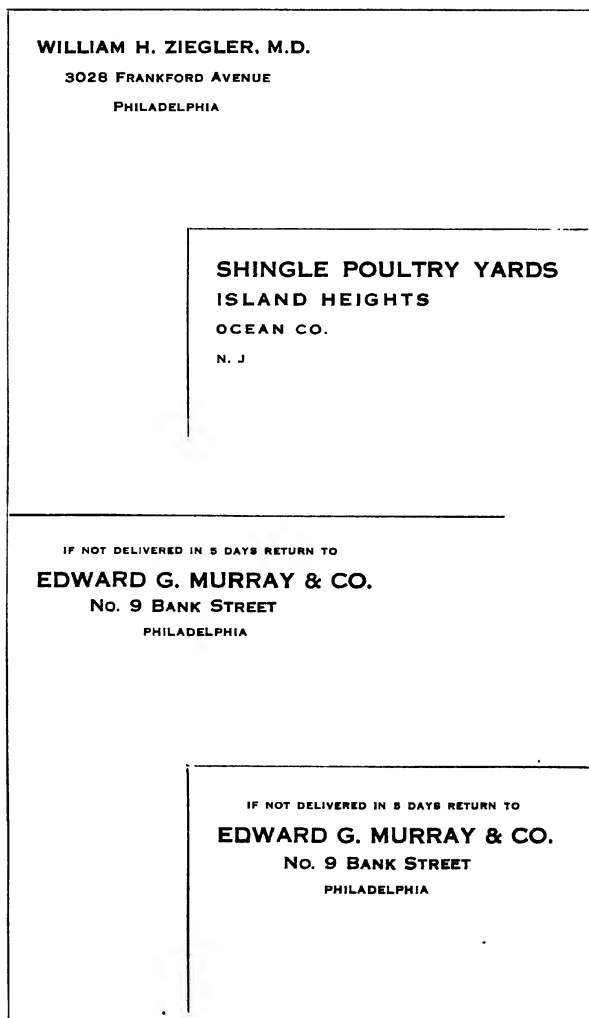 WILLIAM H. ZIEGLER, M.D.
3028 FRANKFORD AVENUE
PHILADELPHIA
SHINGLE POULTRY YARDS
ISLAND HEIGHTS
OCEAN CO.
N. J
IF NOT DELIVERED IN 5 DAYS RETURN TO
EDWARD G. MURRAY & CO.
No. 9 BANK STREET
PHILADELPHIA
IF NOT DELIVERED IN 5 DAYS RETURN TO
EDWARD G. MURRAY & CO.
No. 9 BANK STREET
PHILADELPHIA